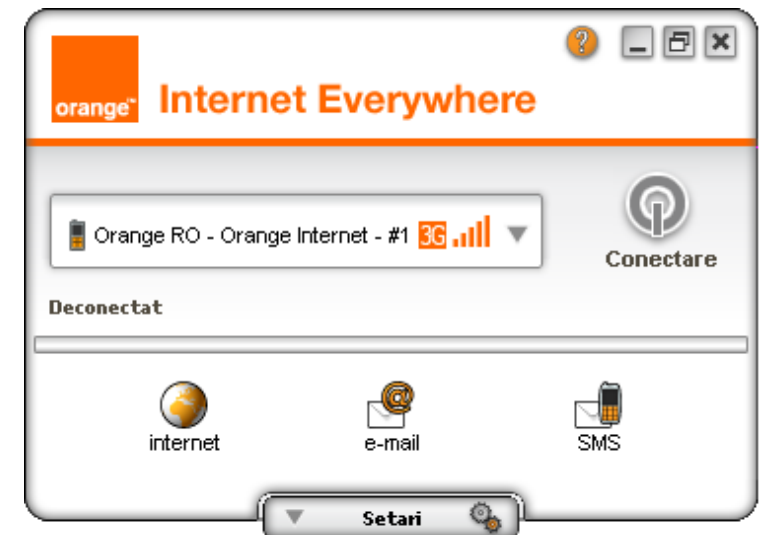 ?
orange™
Internet Everywhere
Orange RO - Orange Internet - #1 3G
Conectare
Deconectat
internet
e-mail
SMS
Setari